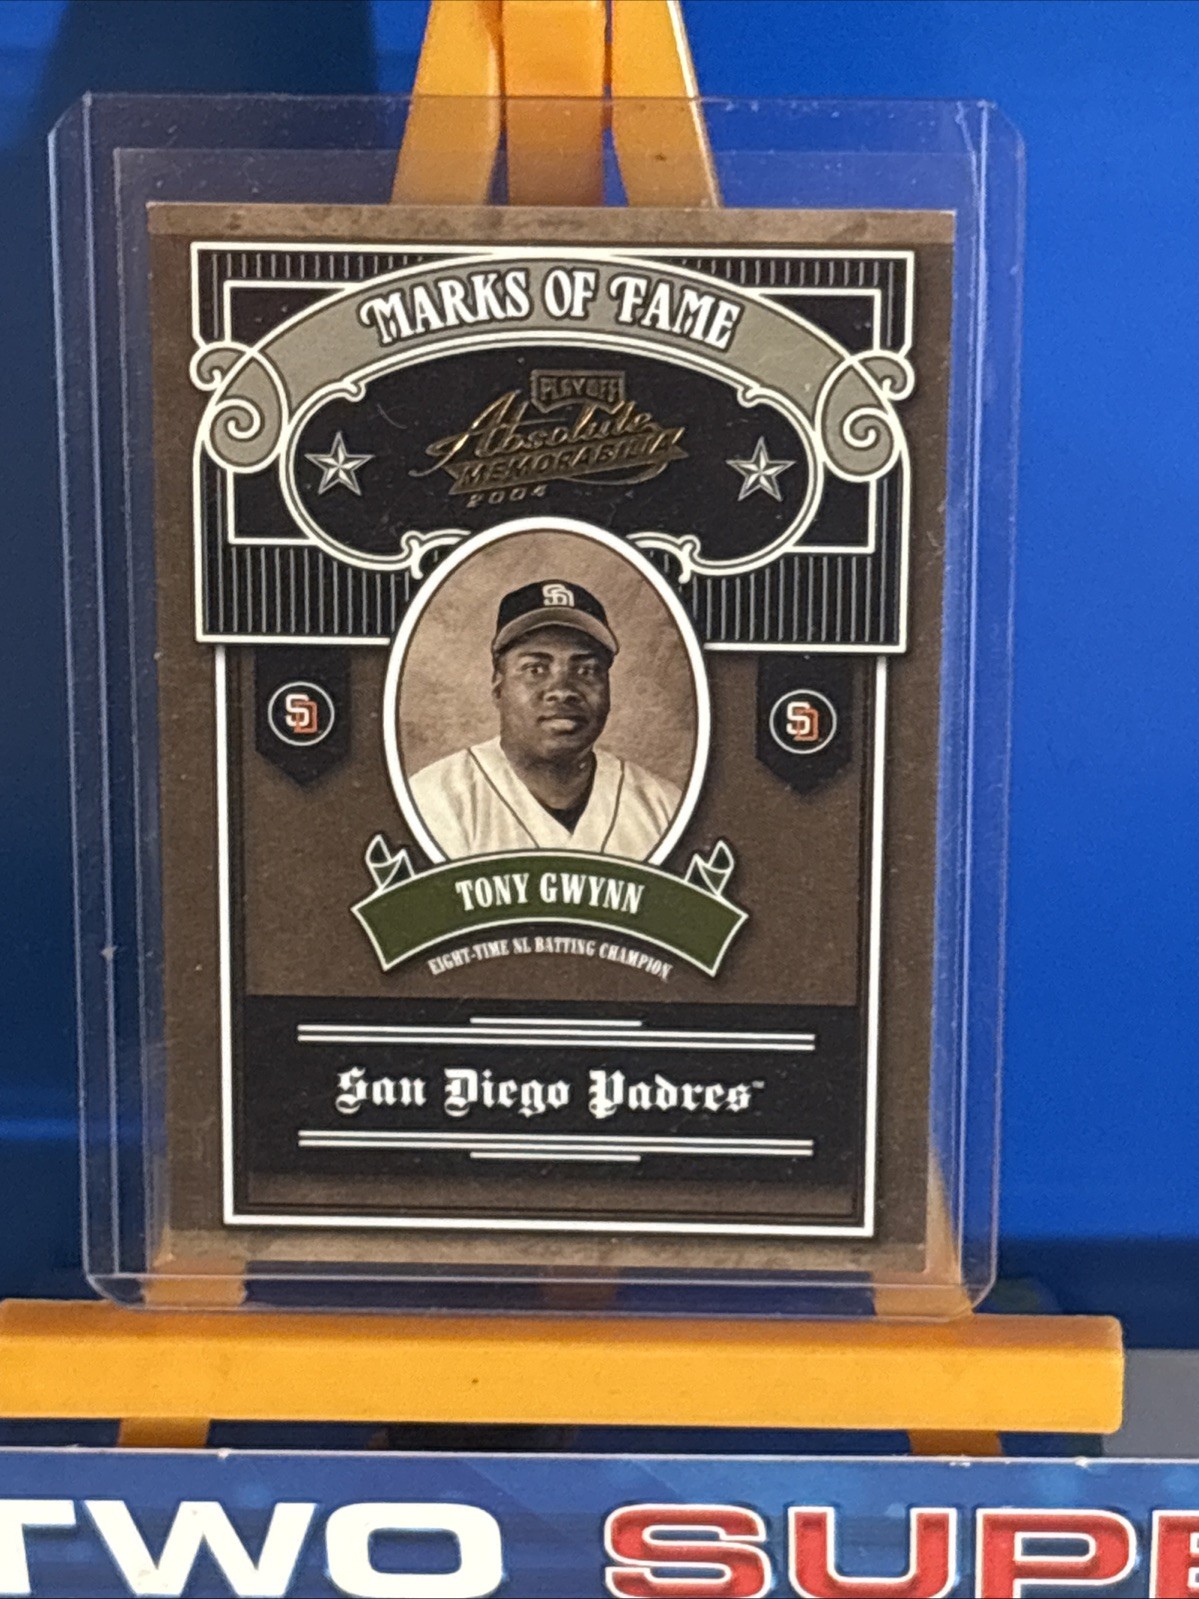 MARKS OF FAME
PLAYOFF
Absolute
MEMORABILIA
2004
SD
SD
SD
TONY GWYNN
EIGHT-TIME NL BATTING CHAMPION
San Diego Padres™
TWO SUPE